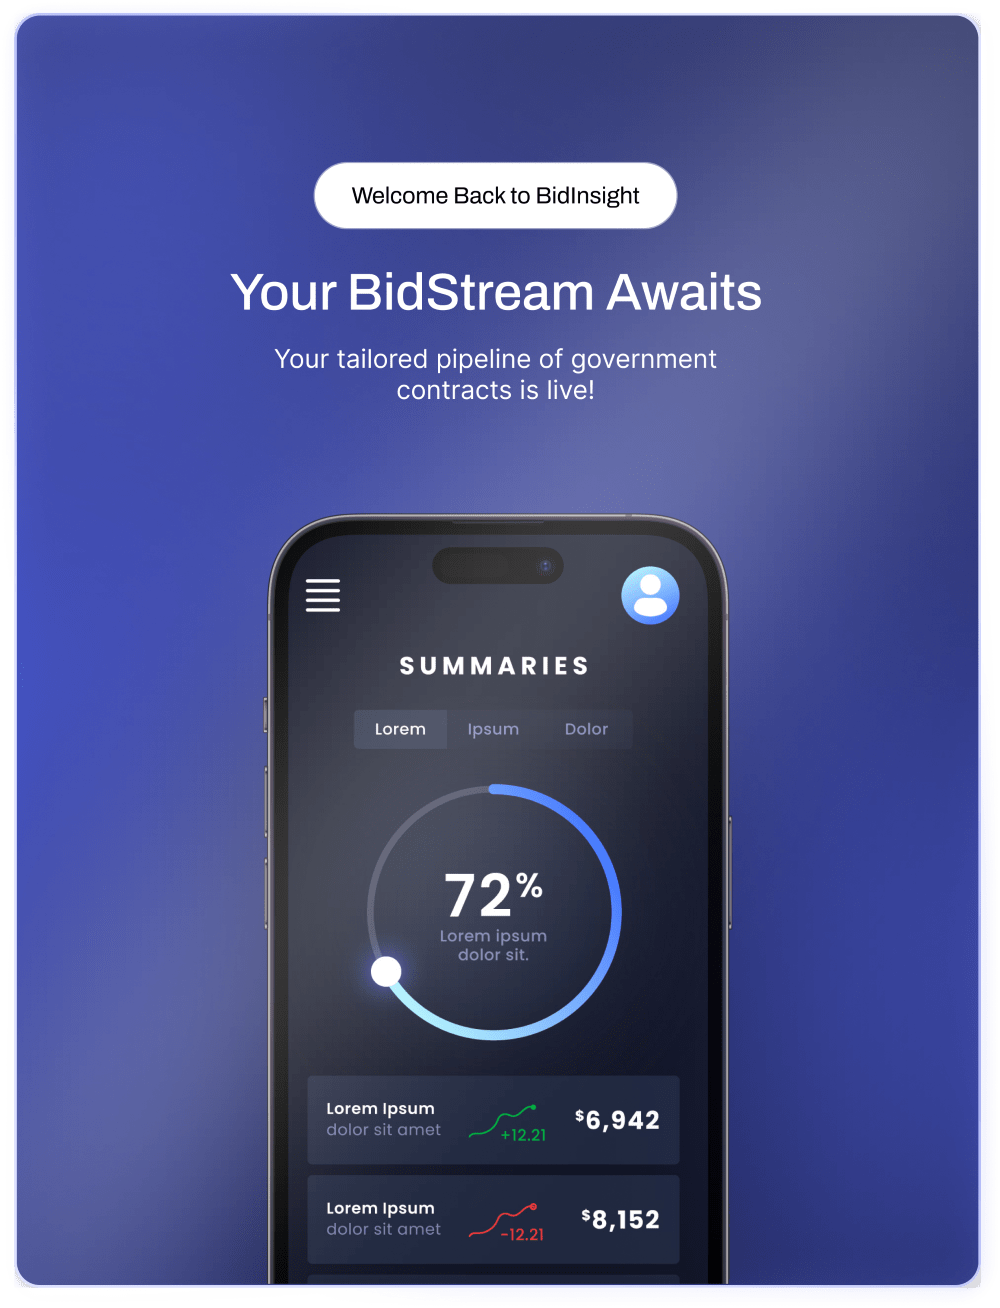 Welcome Back to BidInsight
Your BidStream Awaits
Your tailored pipeline of government
contracts is live!
SUMMARIES
Lorem
Ipsum
Dolor
72%
Lorem ipsum
dolor sit.
Lorem Ipsum
dolor sit amet
+12.21
$6,942
Lorem Ipsum
dolor sit amet
-12.21
$8,152